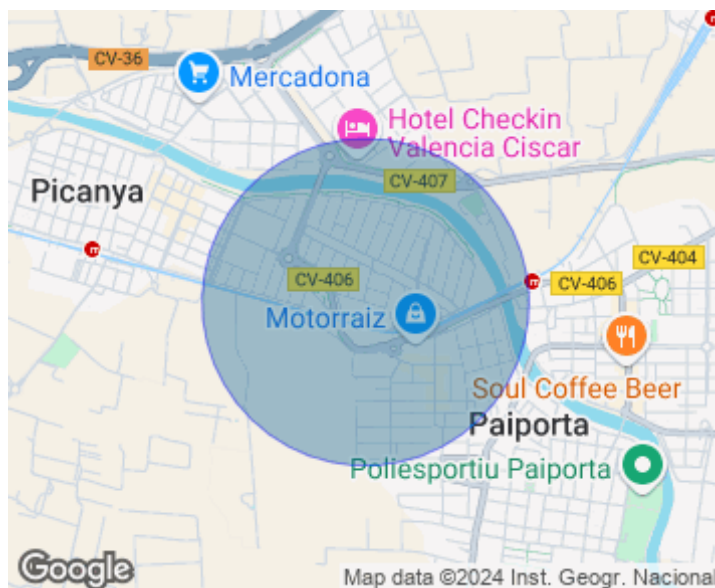 CV-36
Mercadona
Hotel Checkin
Valencia Ciscar
Picanya
CV-407
CV-404
CV-406
CV-406
Motorraiz
Soul Coffee Beer
Paiporta
Poliesportiu Paiporta
Google
Map data ©2024 Inst. Geogr. Nacional